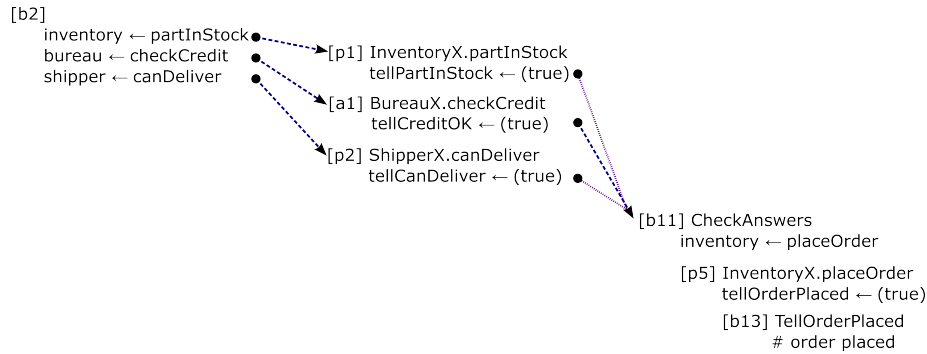 [b2]
inventory ← partInStock
bureau ← checkCredit
shipper ← canDeliver
[p1] InventoryX.partInStock
tellPartInStock ← (true)
[a1] BureauX.checkCredit
tellCreditOK ← (true)
[p2] ShipperX.canDeliver
tellCanDeliver ← (true)
[b11] CheckAnswers
inventory ← placeOrder
[p5] InventoryX.placeOrder
tellOrderPlaced ← (true)
[b13] TellOrderPlaced
# order placed